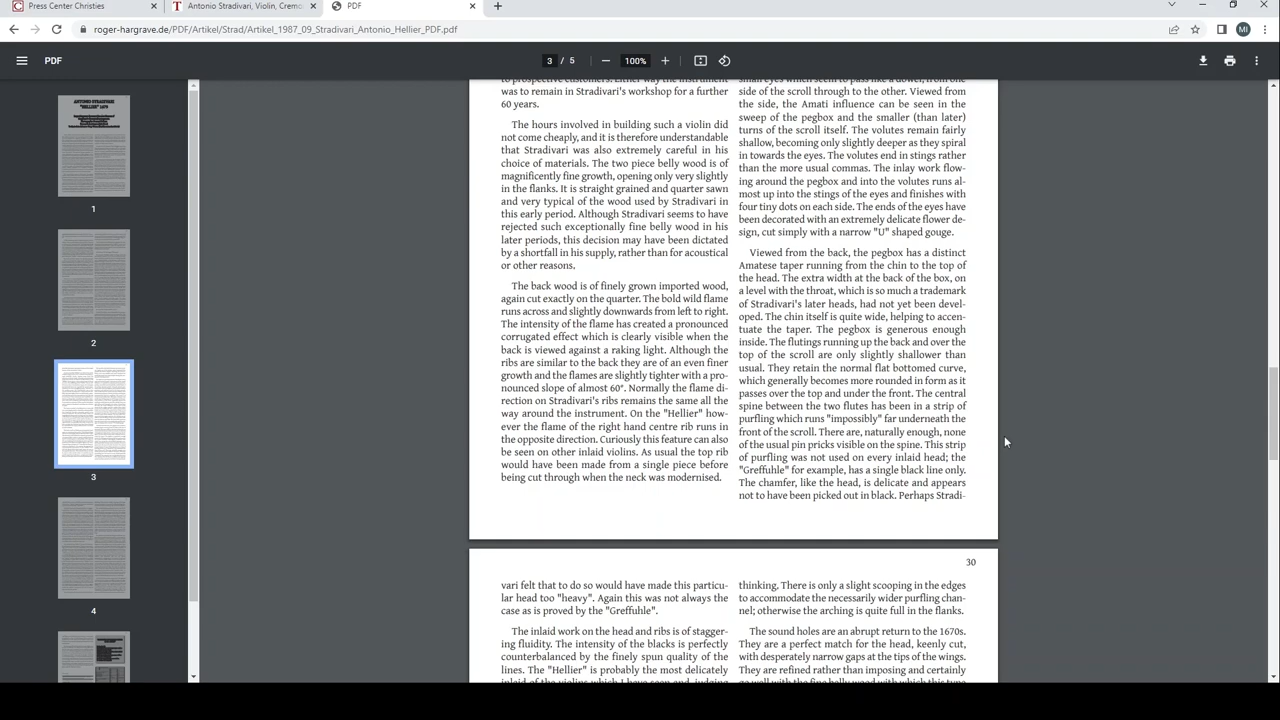 Press Center Christies
Antonio Stradivari, Violin, Cremo
PDF
roger-hargrave.de/PDF/Artikel/Strad/Artikel_1987_09_Stradivari_Antonio_Hellier_PDF.pdf
MI
PDF
3 / 5
100%
ANTONIO STRADIVARI
"HELLIER" 1679
1
2
3
4
to prospective customers. Either way the instrument
was to remain in Stradivari's workshop for a further
60 years.
The hours involved in building such a violin did
not come cheaply, and it is therefore understandable
that Stradivari was also extremely careful in his
choice of materials. The two piece belly wood is of
magnificently fine growth, opening only very slightly
in the flanks. It is straight grained and quarter sawn
and very typical of the wood used by Stradivari in
this early period. Although Stradivari seems to have
rejected such exceptionally fine belly wood in his
later periods, this decision may have been dictated
by a shortfall in his supply, rather than for acoustical
or other reasons.
The back wood is of finely grown imported wood,
again cut exactly on the quarter. The bold wild flame
runs across and slightly downwards from left to right.
The intensity of the flame has created a pronounced
corrugated effect which is clearly visible when the
back is viewed against a raking light. Although the
ribs are similar to the back they are of an even finer
growth and the flames are slightly tighter with a pro-
nounced slope of almost 60°. Normally the flame di-
rection on Stradivari's ribs remains the same all the
way around the instrument. On the "Hellier" how-
ever the flame of the right hand centre rib runs in
the opposite direction. Curiously this feature can also
be seen on other inlaid violins. As usual the top rib
would have been made from a single piece before
being cut through when the neck was modernised.
small eyes which seem to pass like a dowel, from one
side of the scroll through to the other. Viewed from
the side, the Amati influence can be seen in the
sweep of the pegbox and the smaller (than later)
turns of the scroll itself. The volutes remain fairly
shallow, becoming only slightly deeper as they spiral
in towards the eyes. The volutes end in stings rather
than the more usual commas. The inlay work flow-
ing around the pegbox and into the volutes runs al-
most up into the stings of the eyes and finishes with
four tiny dots on each side. The ends of the eyes have
been decorated with an extremely delicate flower de-
sign, cut simply with a narrow "U" shaped gouge.
Viewed from the back, the pegbox has a distinct
Amatese taper running from the chin to the top of
the head. The extra width at the back of the box, on
a level with the throat, which is so much a trademark
of Stradivari's later heads, had not yet been devel-
oped. The chin itself is quite wide, helping to accen-
tuate the taper. The pegbox is generous enough
inside. The flutings running up the back and over the
top of the scroll are only slightly shallower than
usual. They retain the normal flat bottomed curve,
which generally becomes more rounded in form as it
passes over the top and under the front. The central
spine between the two flutes has been in a strip of
purfling which runs "impossibly" far underneath the
front of the scroll. There are, naturally enough, none
of the usual pin pricks visible on the spine. This strip
of purfling was not used on every inlaid head; the
"Greffuhle" for example, has a single black line only.
The chamfer, like the head, is delicate and appears
not to have been picked out in black. Perhaps Stradi-
30
vari felt that to do so would have made this particu-
lar head too "heavy". Again this was not always the
case as is proved by the "Greffuhle".
The inlaid work on the head and ribs is of stagger-
ing fluidity. The intensity of the blacks is perfectly
counterbalanced by the finely spun quality of the
lines. The "Hellier" is probably the most delicately
inlaid of the violins which I have seen and, judging
thinking. There is only a slight scooping in the edges
to accommodate the necessarily wider purfling chan-
nel; otherwise the arching is quite full in the flanks.
The sound holes are an abrupt return to the 1670s.
They are a perfect match for the head, keenly cut,
with desperately narrow gaps at the tips of the wings.
They are refined rather than imposing and certainly
go well with the fine belly wood with which this type